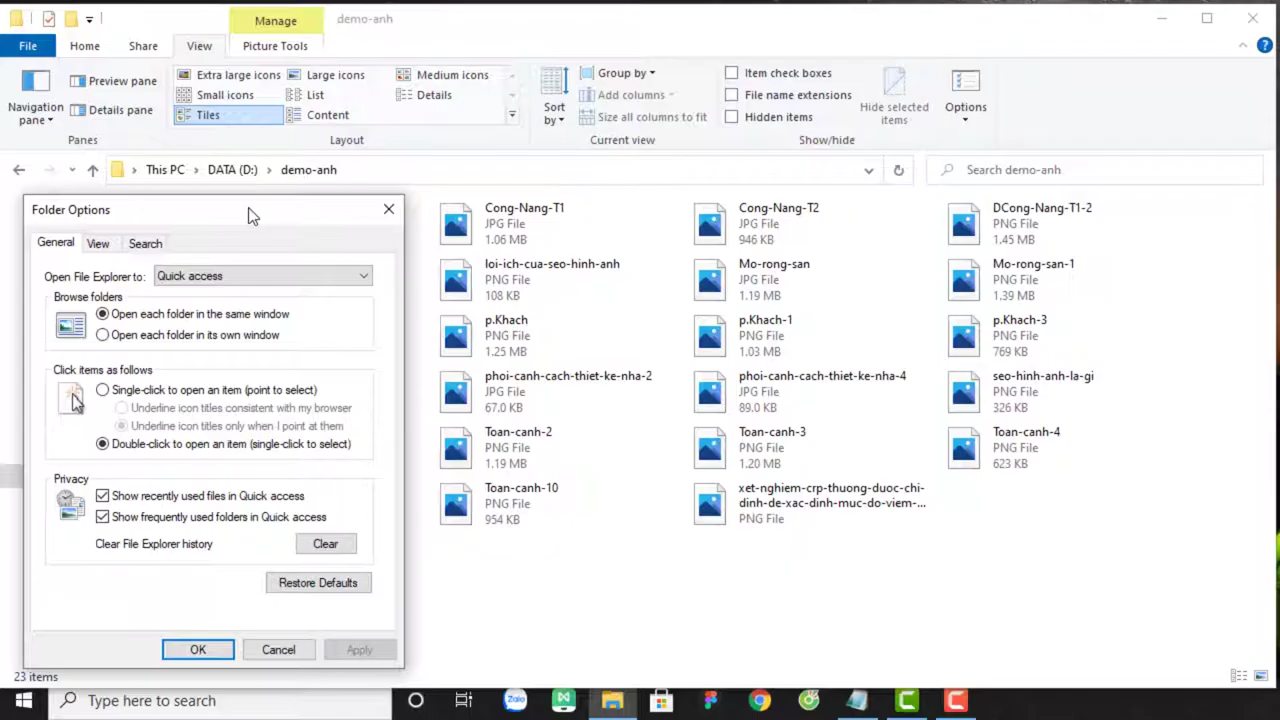 Manage
demo-anh
File
Home
Share
View
Picture Tools
Navigation pane
Preview pane
Details pane
Panes
Extra large icons
Large icons
Medium icons
Small icons
List
Details
Tiles
Content
Layout
Sort by
Group by
Add columns
Size all columns to fit
Current view
Item check boxes
File name extensions
Hidden items
Hide selected items
Show/hide
Options
This PC
DATA (D:)
demo-anh
Search demo-anh
Folder Options
General
View
Search
Open File Explorer to:
Quick access
Browse folders
Open each folder in the same window
Open each folder in its own window
Click items as follows
Single-click to open an item (point to select)
Underline icon titles consistent with my browser
Underline icon titles only when I point at them
Double-click to open an item (single-click to select)
Privacy
Show recently used files in Quick access
Show frequently used folders in Quick access
Clear File Explorer history
Clear
Restore Defaults
OK
Cancel
Apply
Cong-Nang-T1
JPG File
1.06 MB
Cong-Nang-T2
JPG File
946 KB
DCong-Nang-T1-2
PNG File
1.45 MB
loi-ich-cua-seo-hinh-anh
PNG File
108 KB
Mo-rong-san
JPG File
1.19 MB
Mo-rong-san-1
PNG File
1.39 MB
p.Khach
PNG File
1.25 MB
p.Khach-1
PNG File
1.03 MB
p.Khach-3
PNG File
769 KB
phoi-canh-cach-thiet-ke-nha-2
JPG File
67.0 KB
phoi-canh-cach-thiet-ke-nha-4
JPG File
89.0 KB
seo-hinh-anh-la-gi
PNG File
326 KB
Toan-canh-2
PNG File
1.19 MB
Toan-canh-3
PNG File
1.20 MB
Toan-canh-4
PNG File
623 KB
Toan-canh-10
PNG File
954 KB
xet-nghiem-crp-thuong-duoc-chi-
dinh-de-xac-dinh-muc-do-viem-...
PNG File
23 items
Type here to search
Zalo